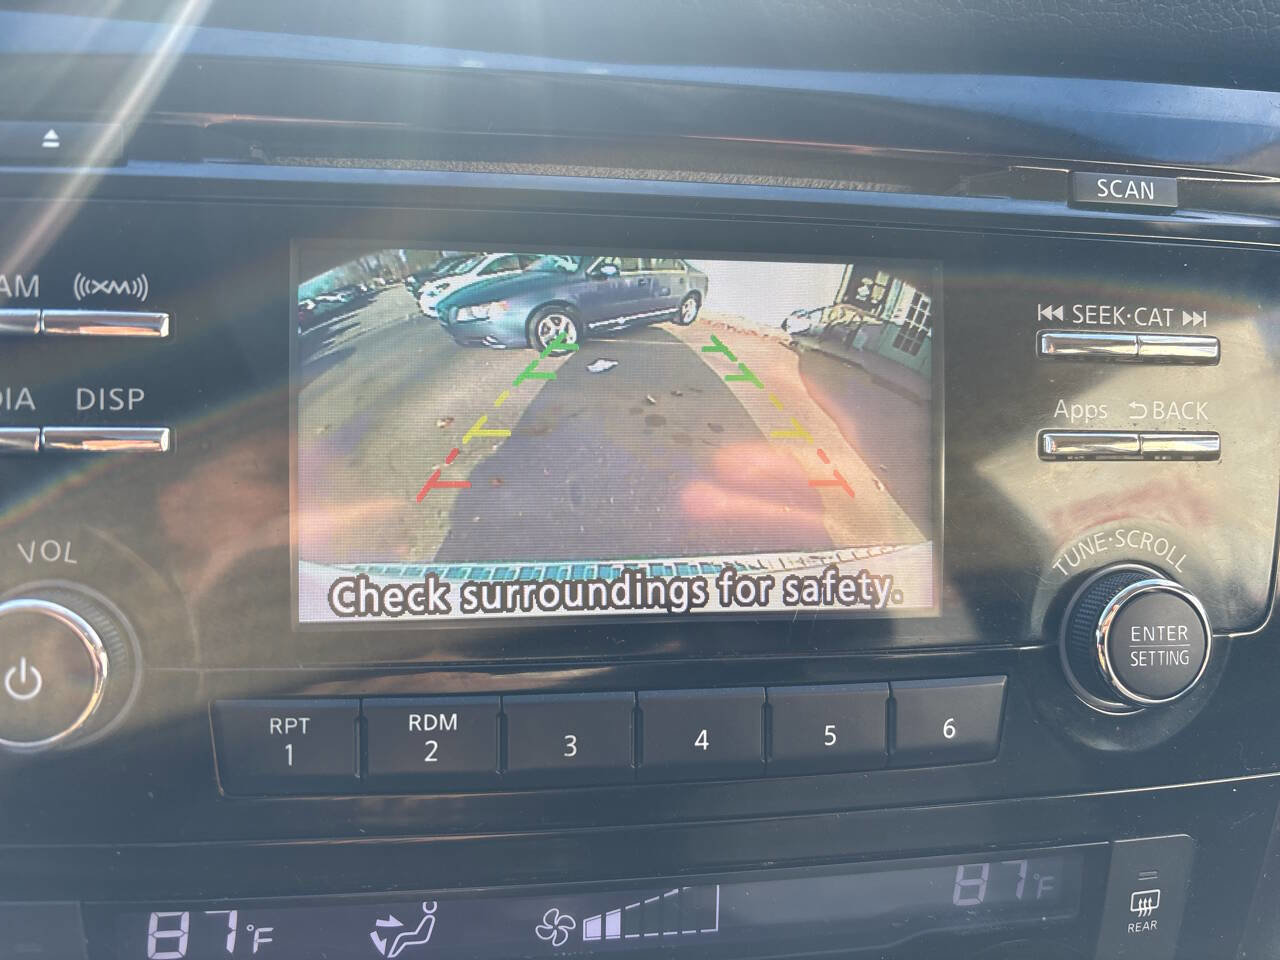 SCAN
AM
XM
SEEK·CAT
DISP
Apps
BACK
VOL
TUNE·SCROLL
Check surroundings for safety.
ENTER
SETTING
RPT
1
RDM
2
3
4
5
6
87°F
87°F
REAR